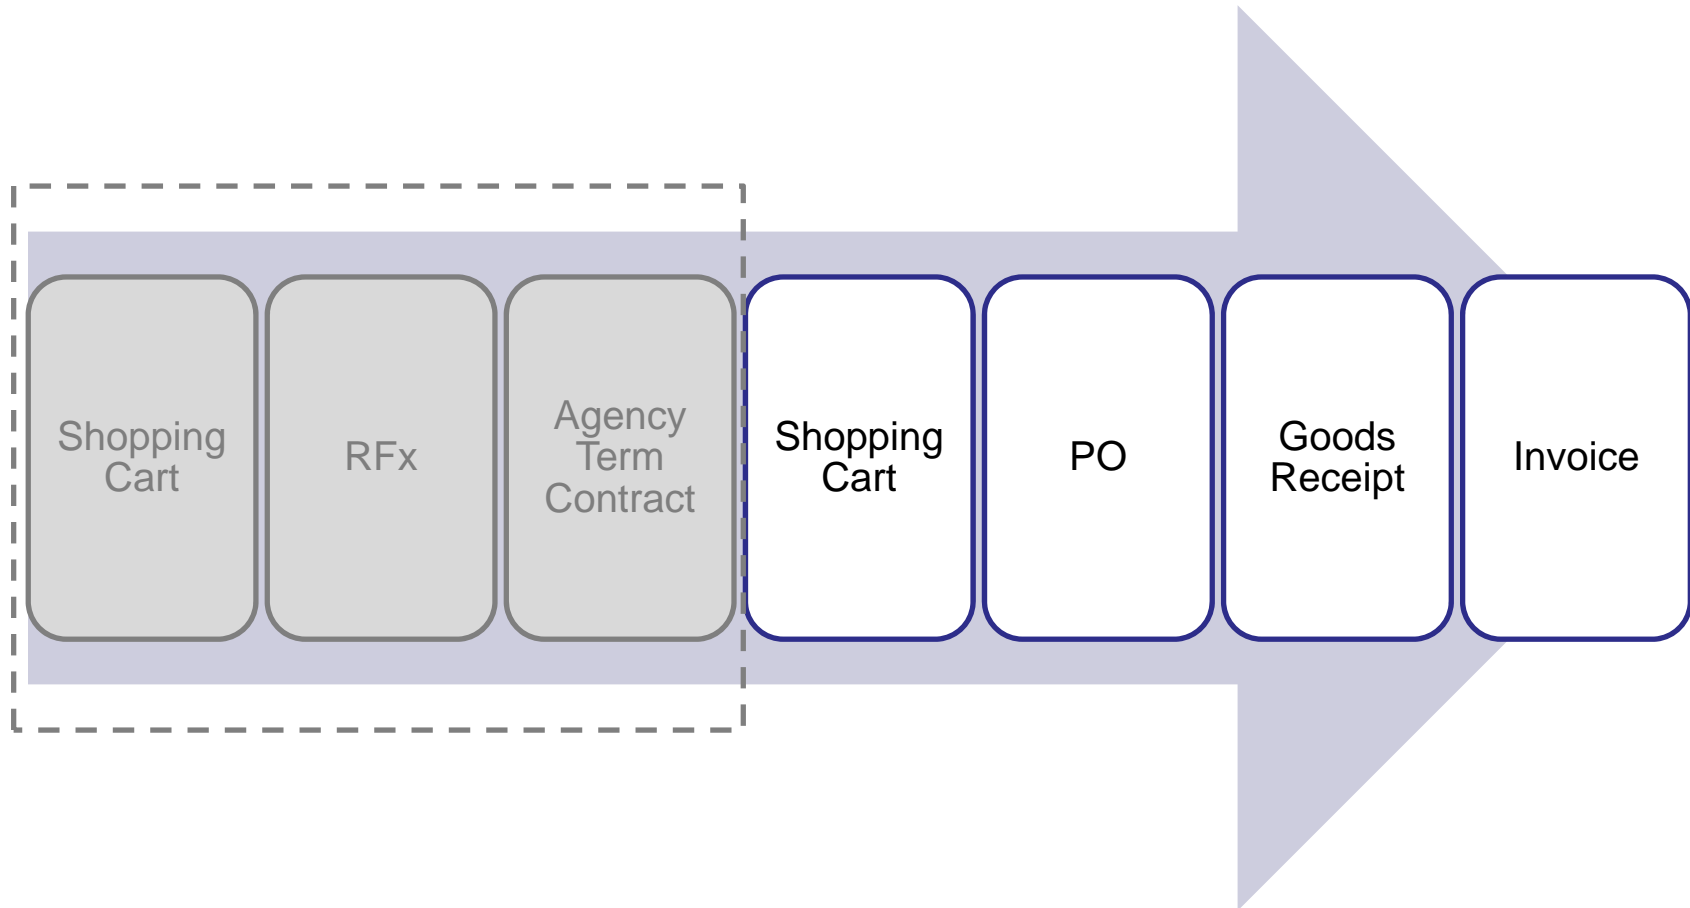 Shopping
Cart
RFx
Agency
Term
Contract
Shopping
Cart
PO
Goods
Receipt
Invoice